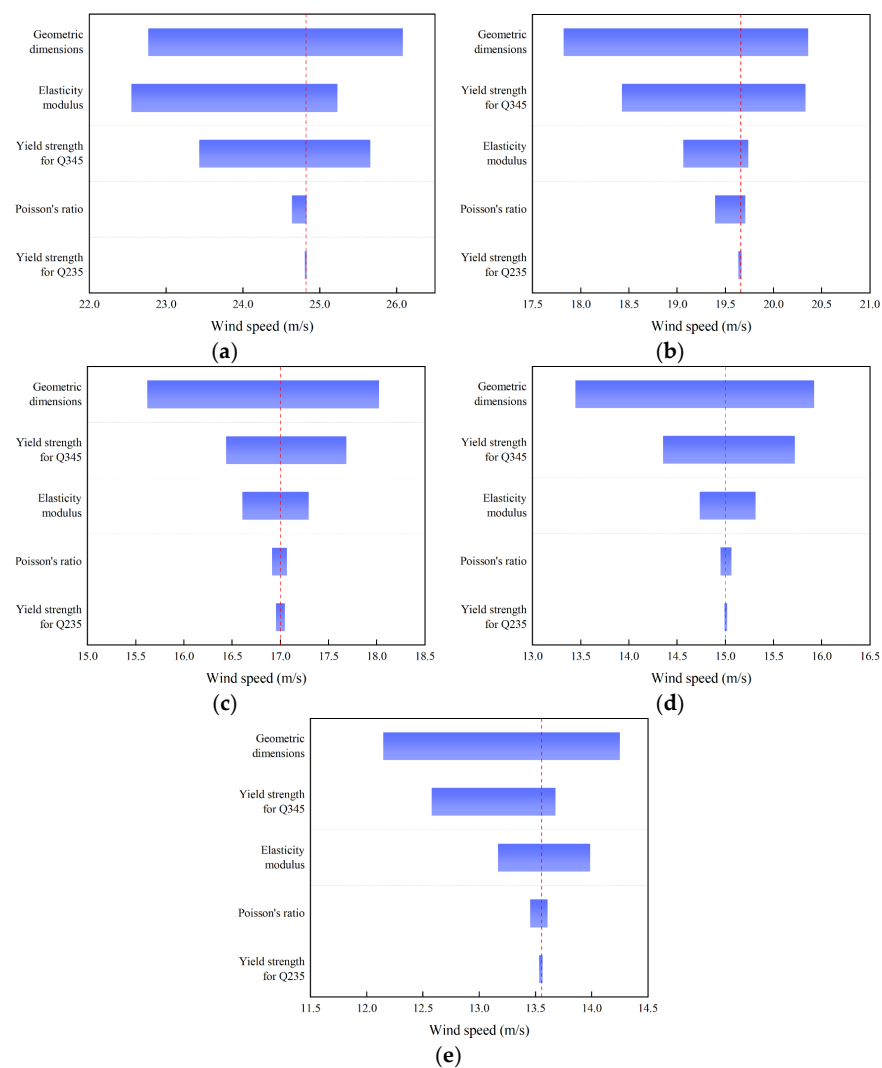 Geometric
dimensions
Elasticity
modulus
Yield strength
for Q345
Poisson's ratio
Yield strength
for Q235
22.0 23.0 24.0 25.0 26.0
Wind speed (m/s)
(a)
Geometric
dimensions
Yield strength
for Q345
Elasticity
modulus
Poisson's ratio
Yield strength
for Q235
17.5 18.0 18.5 19.0 19.5 20.0 20.5 21.0
Wind speed (m/s)
(b)
Geometric
dimensions
Yield strength
for Q345
Elasticity
modulus
Poisson's ratio
Yield strength
for Q235
15.0 15.5 16.0 16.5 17.0 17.5 18.0 18.5
Wind speed (m/s)
(c)
Geometric
dimensions
Yield strength
for Q345
Elasticity
modulus
Poisson's ratio
Yield strength
for Q235
13.0 13.5 14.0 14.5 15.0 15.5 16.0 16.5
Wind speed (m/s)
(d)
Geometric
dimensions
Yield strength
for Q345
Elasticity
modulus
Poisson's ratio
Yield strength
for Q235
11.5 12.0 12.5 13.0 13.5 14.0 14.5
Wind speed (m/s)
(e)